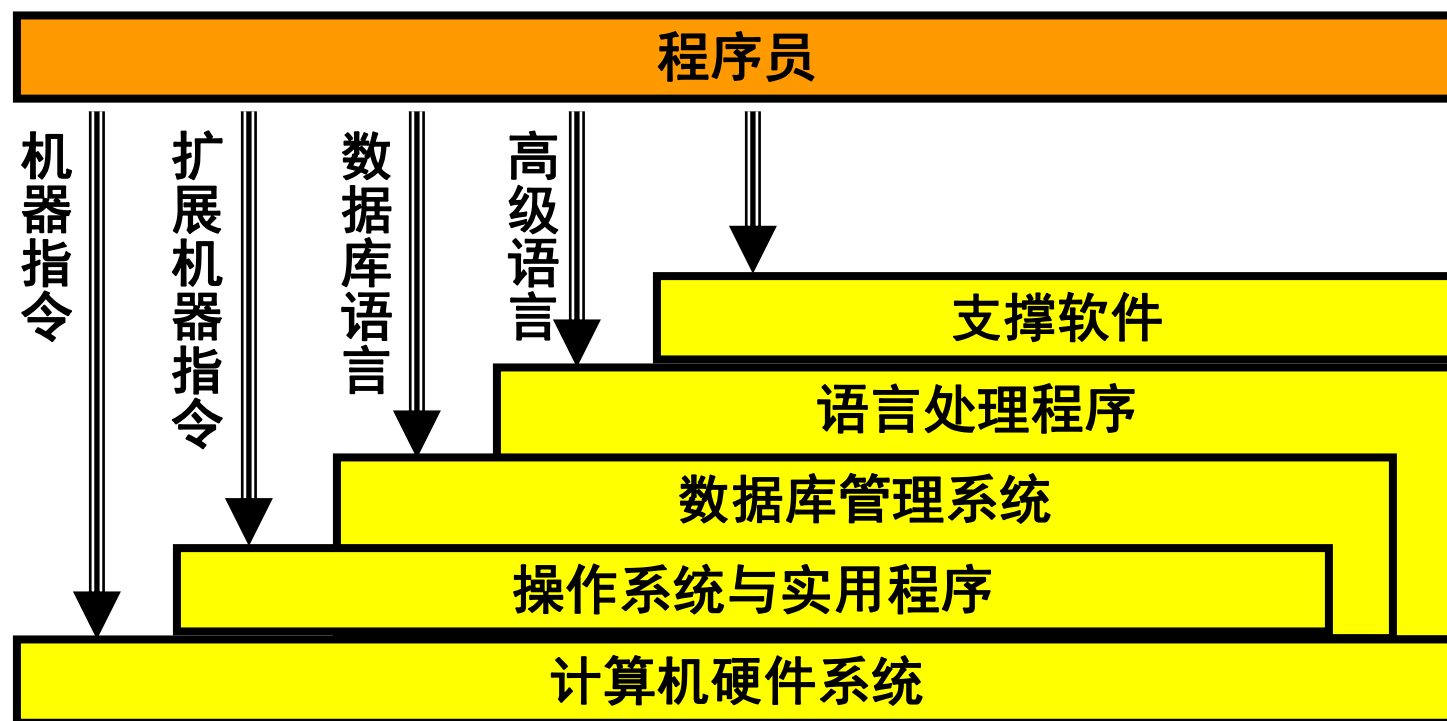 程序员
机器指令
扩展机器指令
数据库语言
高级语言
支撑软件
语言处理程序
数据库管理系统
操作系统与实用程序
计算机硬件系统